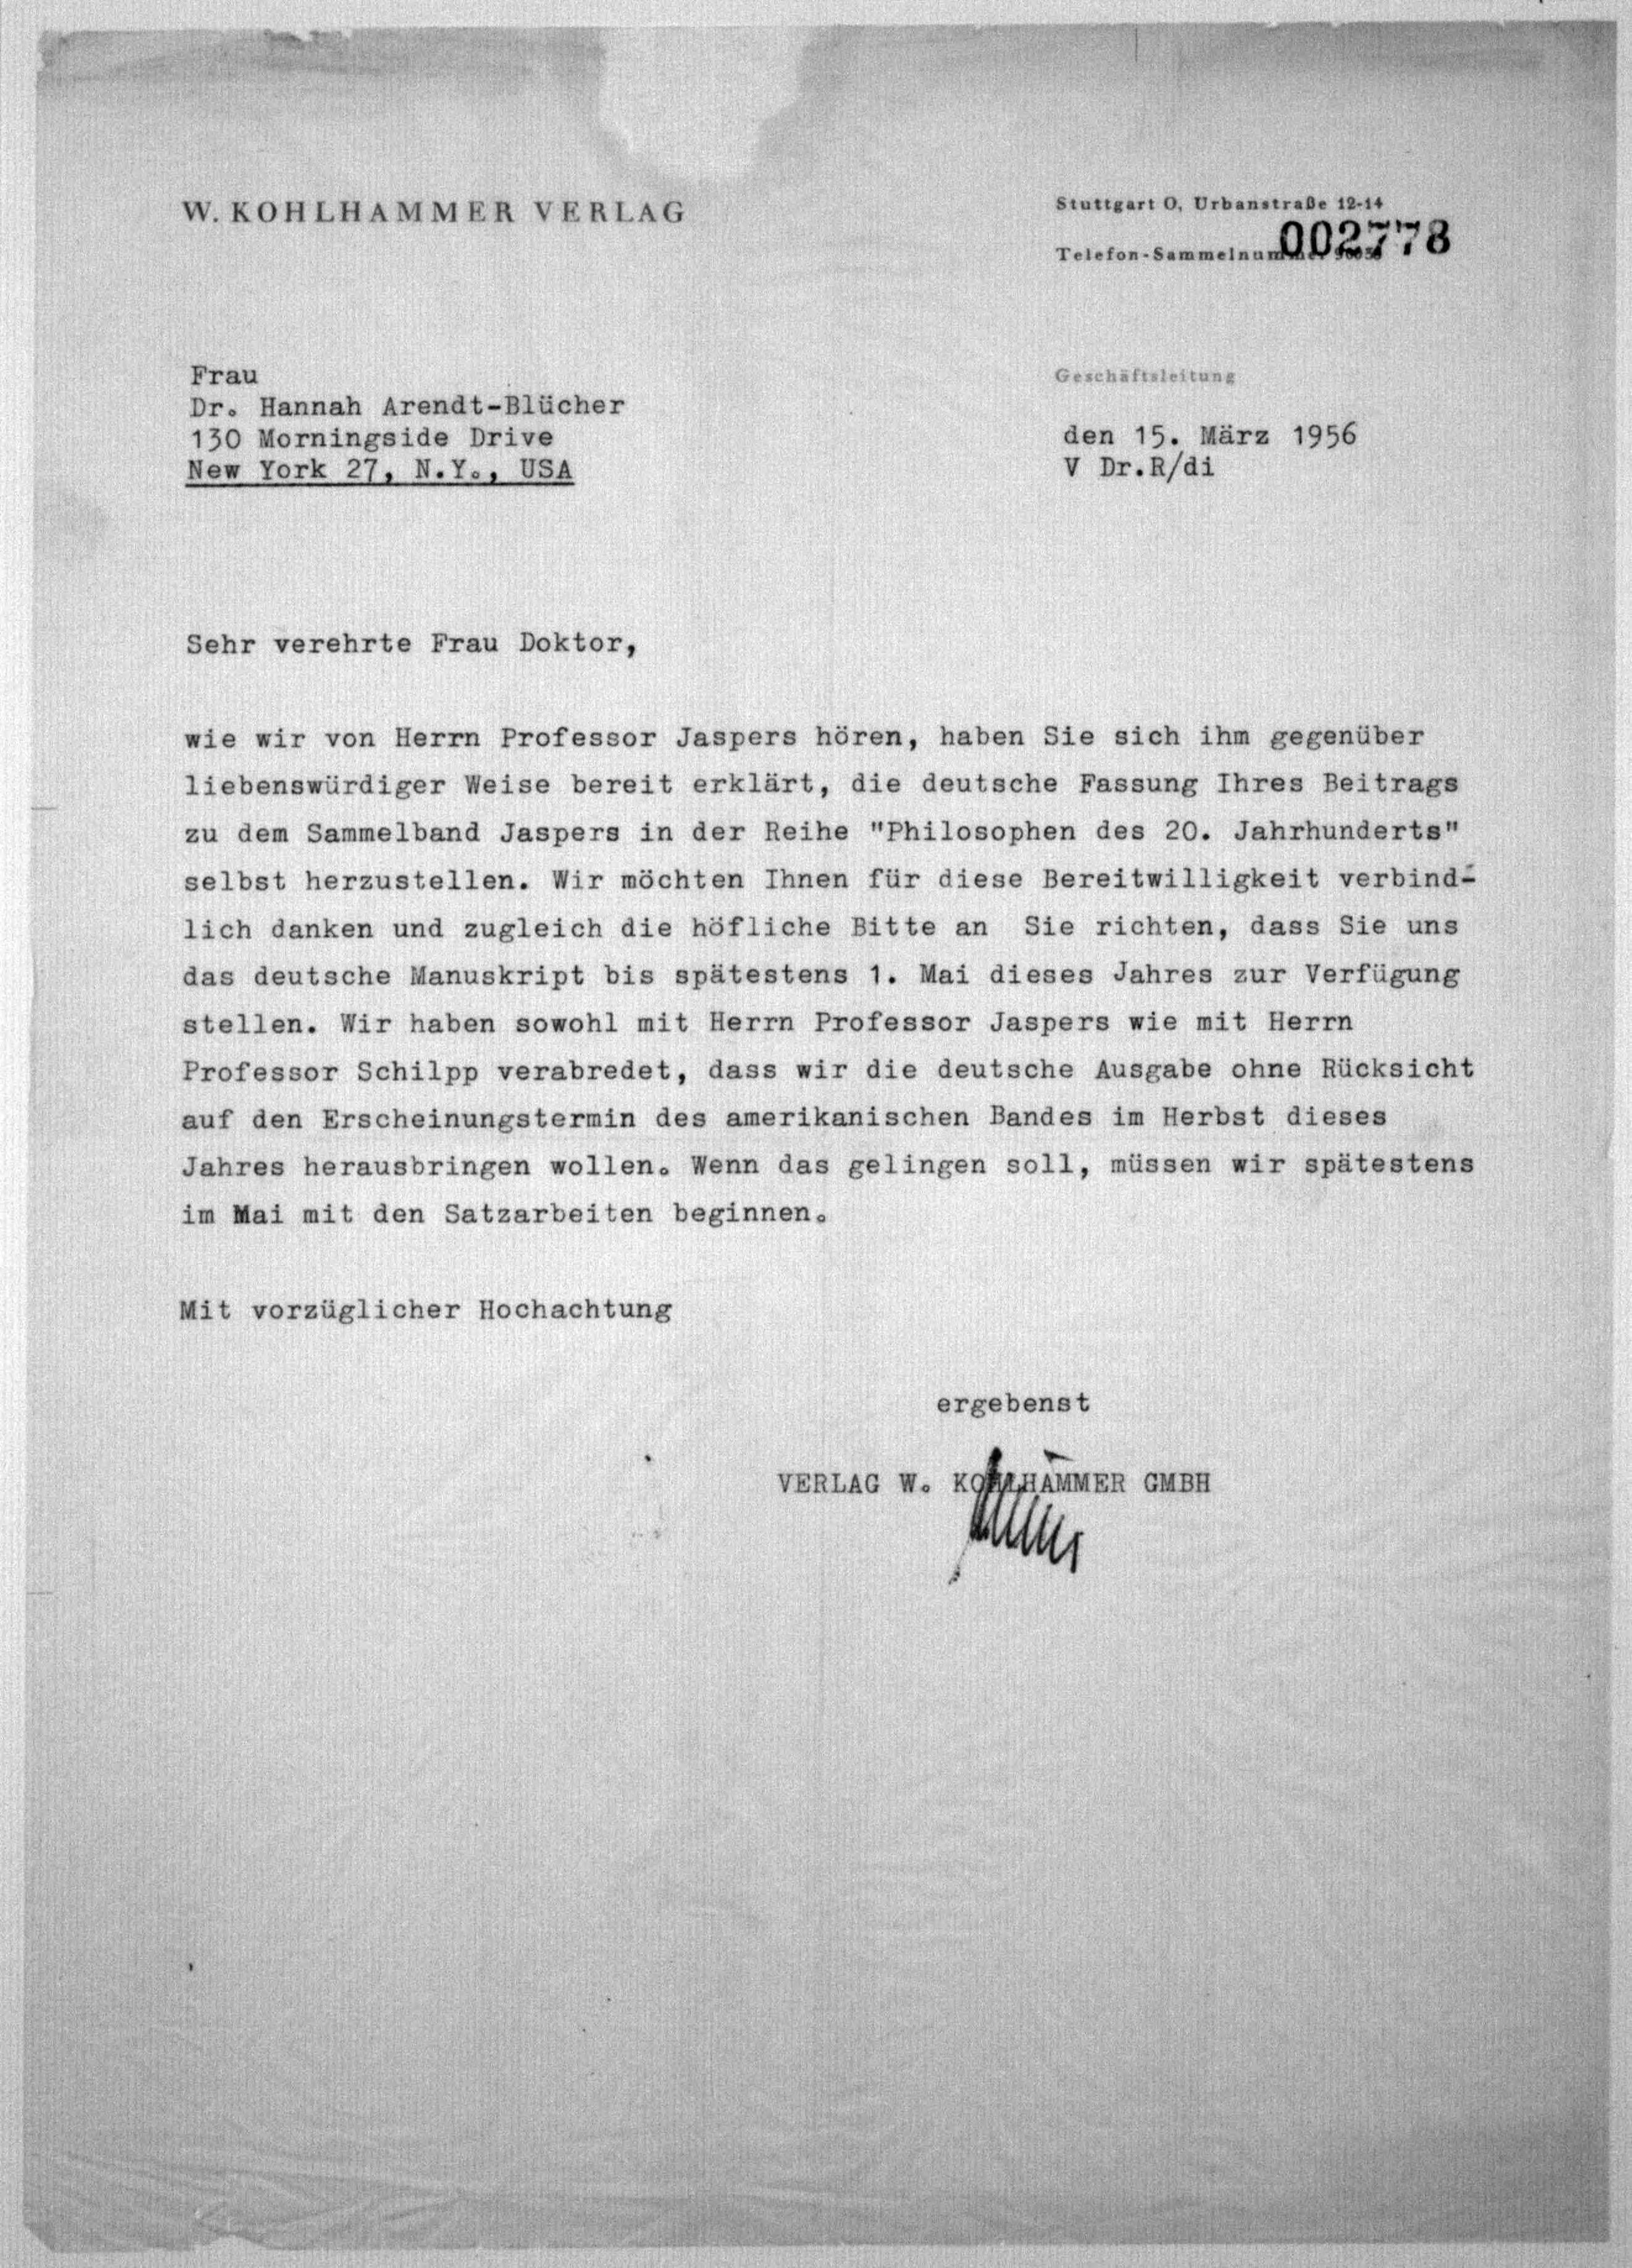 W. KOHLHAMMER VERLAG
Stuttgart O, Urbanstraße 12-14
002778
Telefon-Sammelnummer
Frau
Dr. Hannah Arendt-Blücher
130 Morningside Drive
New York 27, N.Y., USA
Geschäftsleitung
den 15. März 1956
V Dr.R/di
Sehr verehrte Frau Doktor,
wie wir von Herrn Professor Jaspers hören, haben Sie sich ihm gegenüber
liebenswürdiger Weise bereit erklärt, die deutsche Fassung Ihres Beitrags
zu dem Sammelband Jaspers in der Reihe "Philosophen des 20. Jahrhunderts"
selbst herzustellen. Wir möchten Ihnen für diese Bereitwilligkeit verbind-
lich danken und zugleich die höfliche Bitte an Sie richten, dass Sie uns
das deutsche Manuskript bis spätestens 1. Mai dieses Jahres zur Verfügung
stellen. Wir haben sowohl mit Herrn Professor Jaspers wie mit Herrn
Professor Schilpp verabredet, dass wir die deutsche Ausgabe ohne Rücksicht
auf den Erscheinungstermin des amerikanischen Bandes im Herbst dieses
Jahres herausbringen wollen. Wenn das gelingen soll, müssen wir spätestens
im Mai mit den Satzarbeiten beginnen.
Mit vorzüglicher Hochachtung
ergebenst
VERLAG W. KOHLHAMMER GMBH